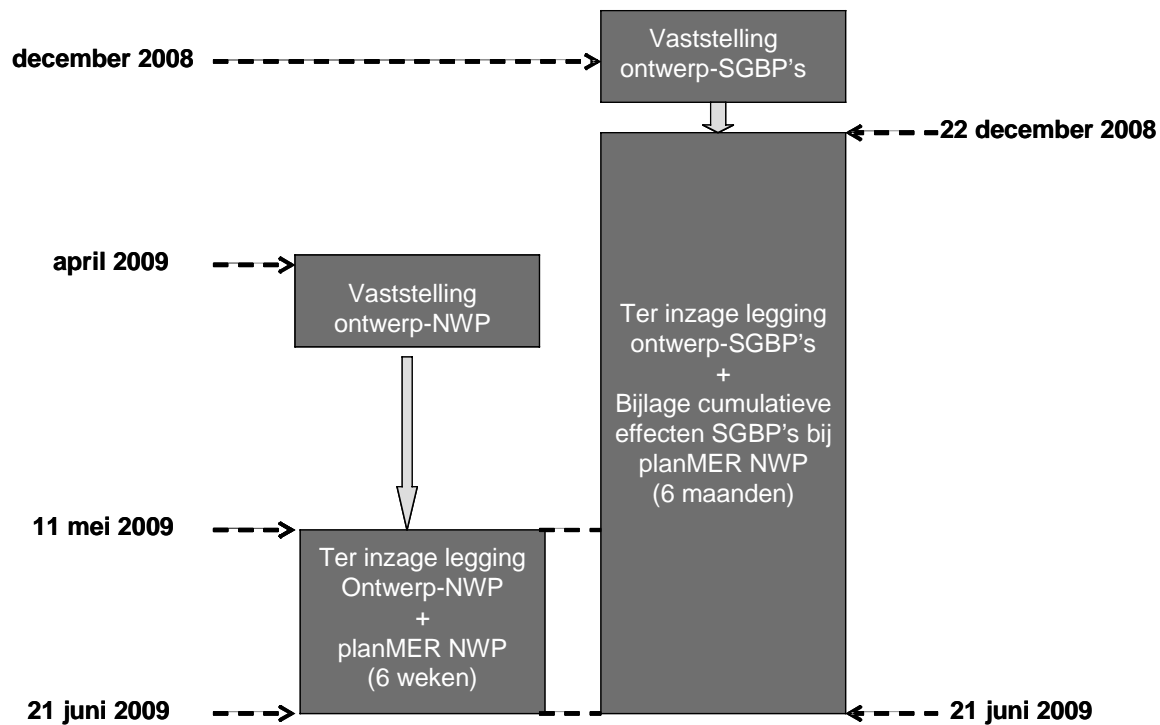 december 2008
Vaststelling
ontwerp-SGBP's
22 december 2008
april 2009
Vaststelling
ontwerp-NWP
Ter inzage legging
ontwerp-SGBP's
+
Bijlage cumulatieve
effecten SGBP's bij
planMER NWP
(6 maanden)
11 mei 2009
Ter inzage legging
Ontwerp-NWP
+
planMER NWP
(6 weken)
21 juni 2009
21 juni 2009